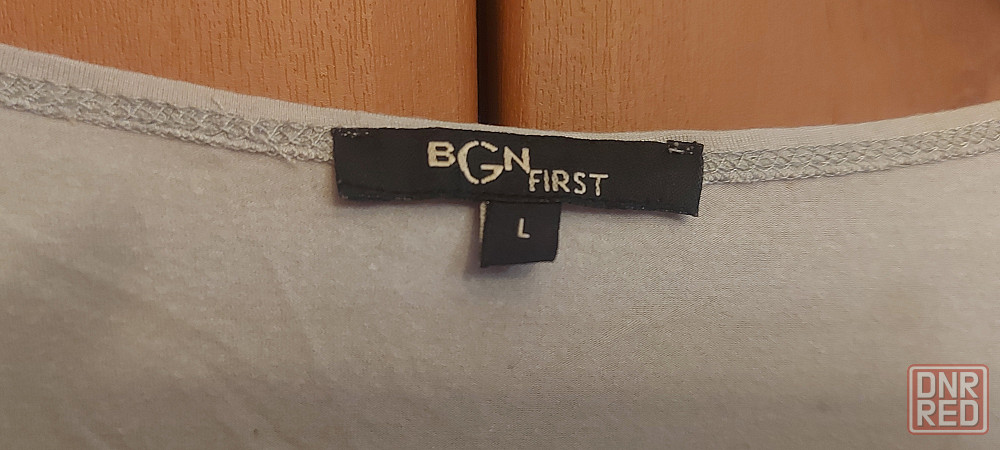 BGN FIRST
L
DNR
RED